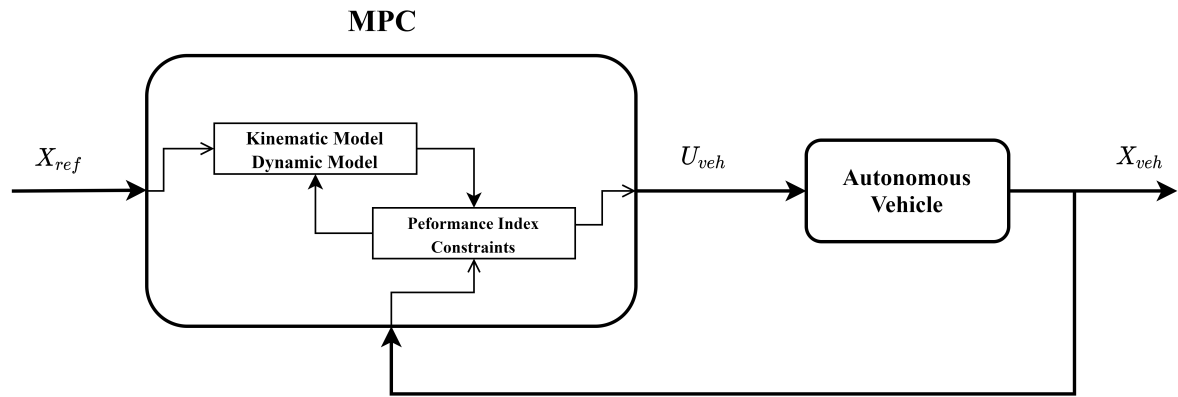 MPC
X_ref
Kinematic Model
Dynamic Model
Peformance Index
Constraints
U_veh
Autonomous
Vehicle
X_veh